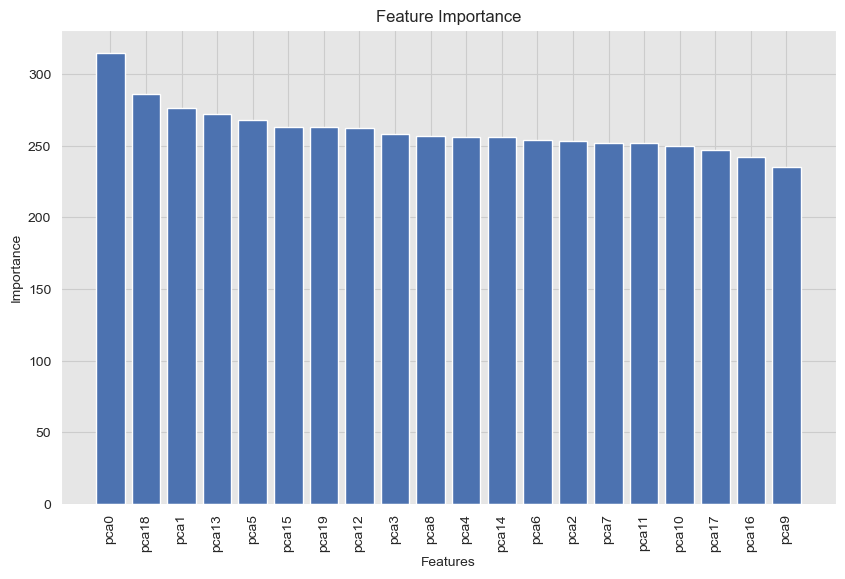 Feature Importance
Importance
300
250
200
150
100
50
0
pca0
pca18
pca1
pca13
pca5
pca15
pca19
pca12
pca3
pca8
pca4
pca14
pca6
pca2
pca7
pca11
pca10
pca17
pca16
pca9
Features